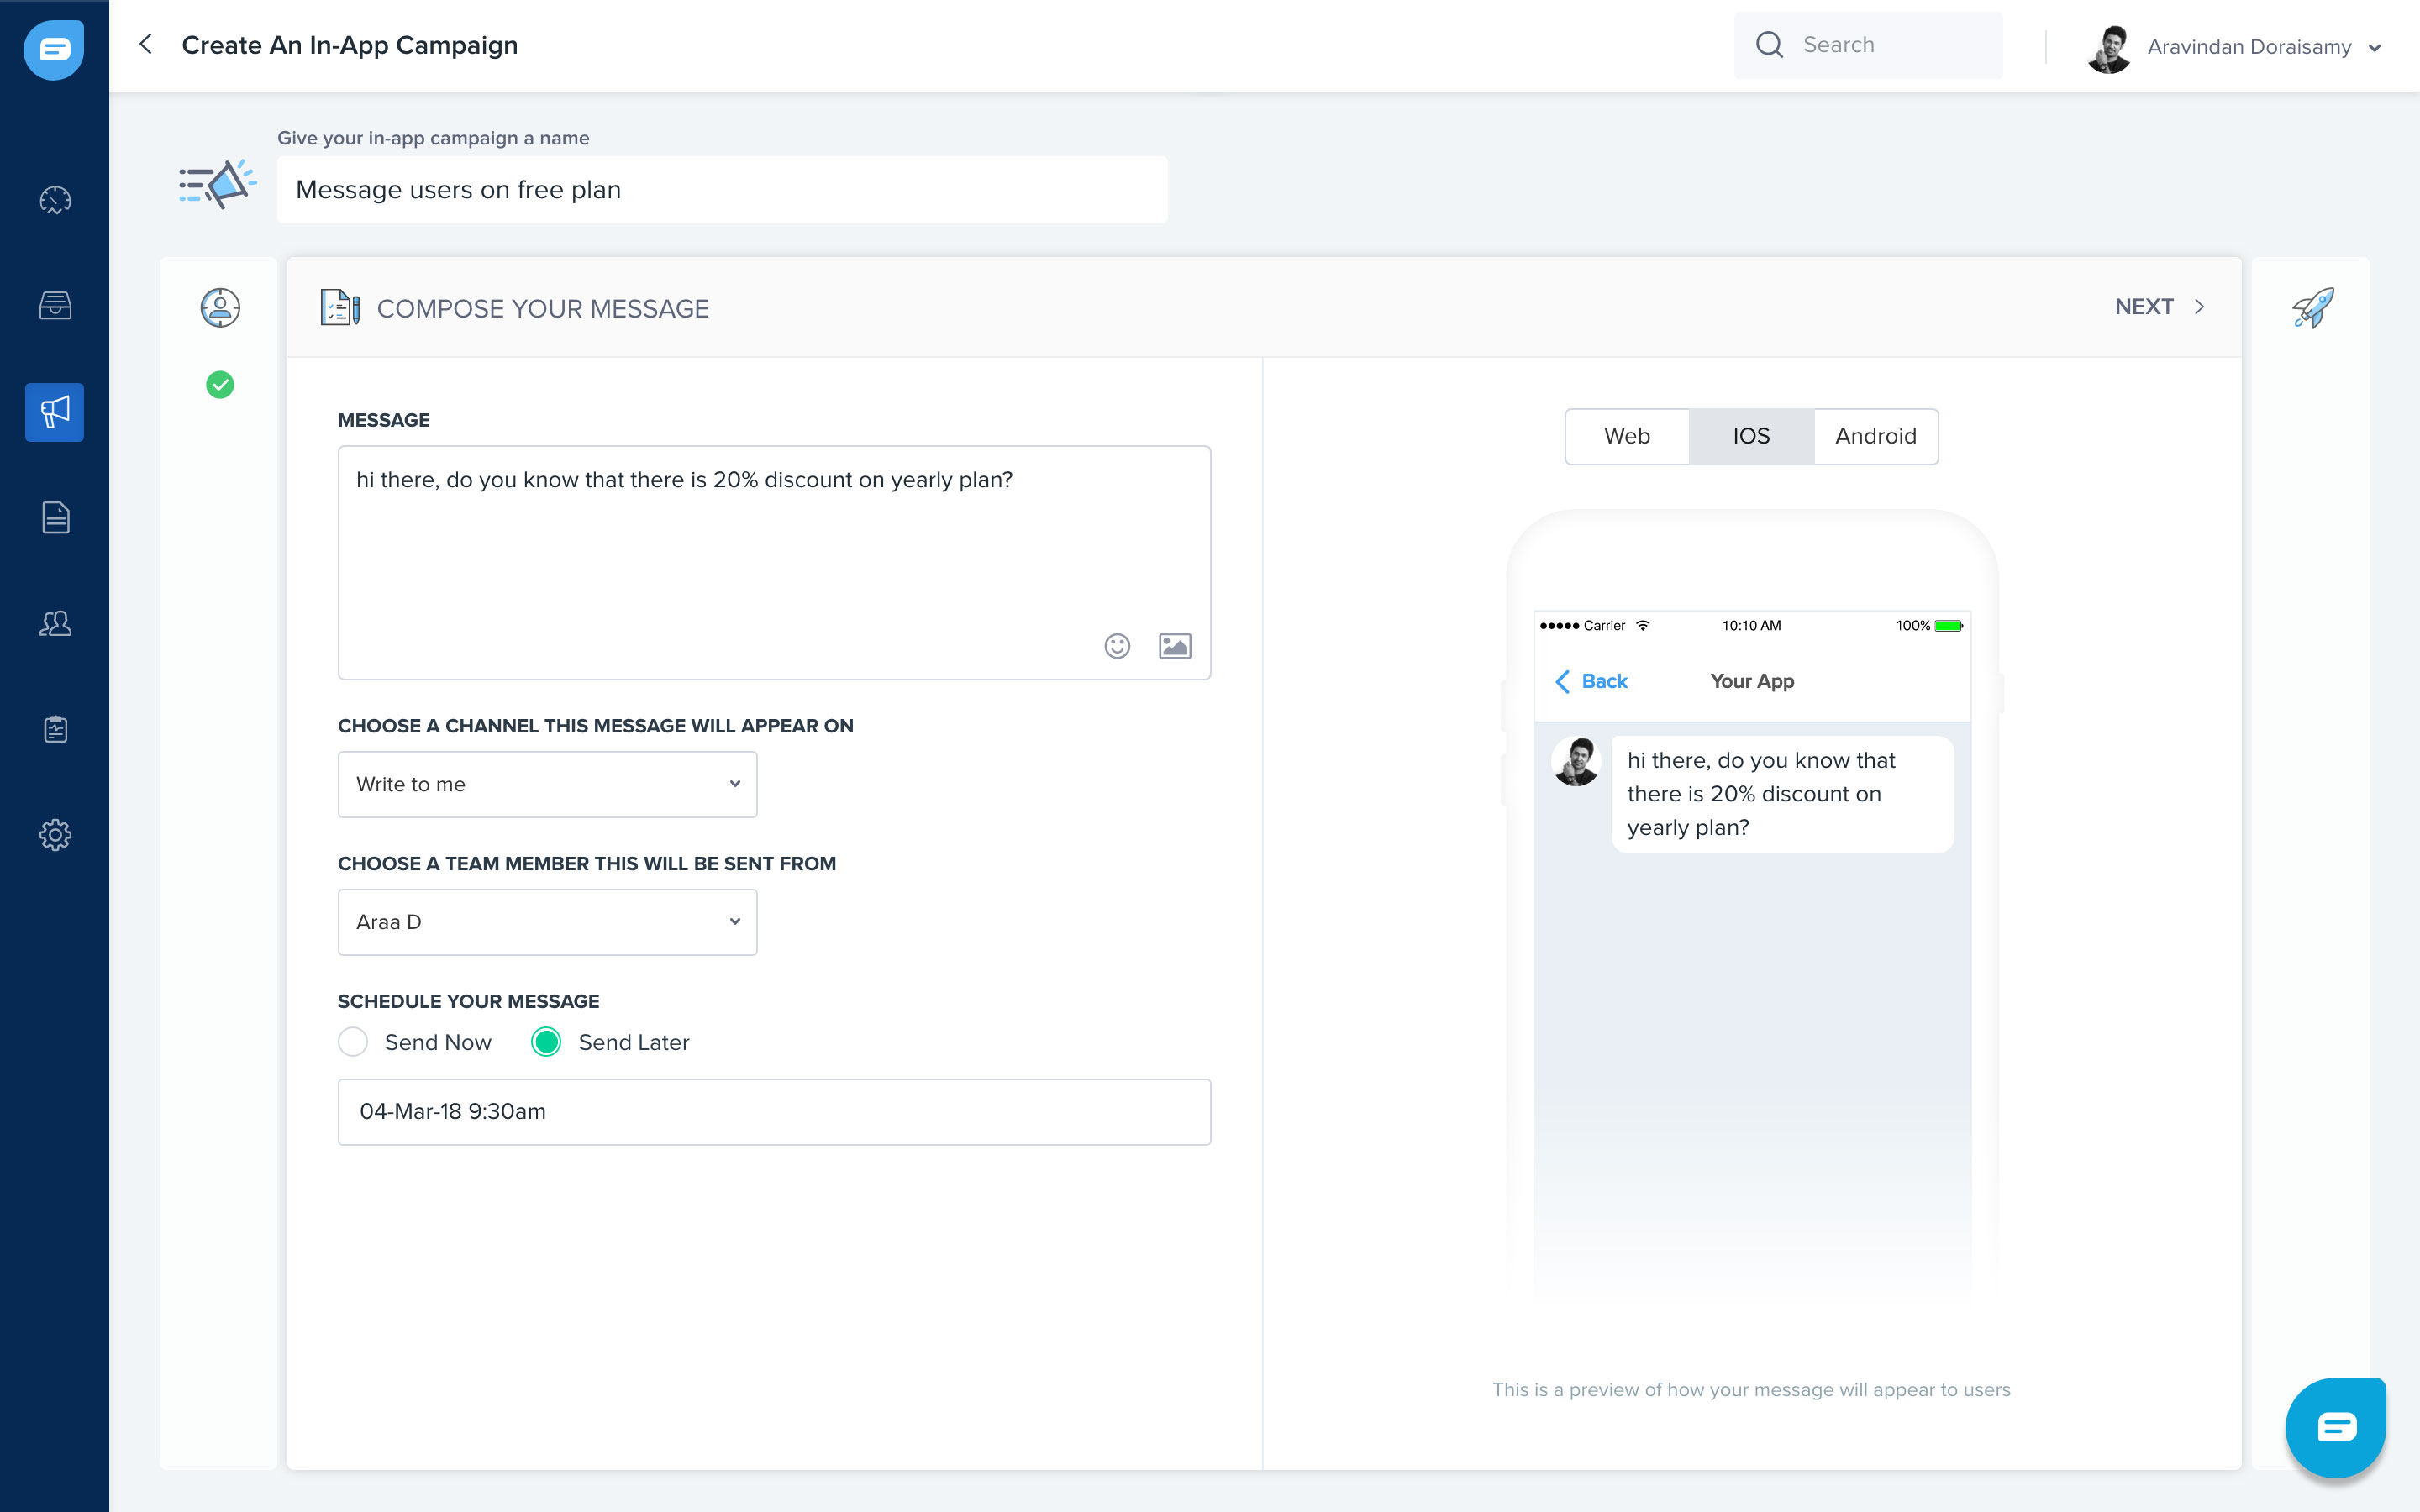 Create An In-App Campaign
Search
Aravindan Doraisamy
Give your in-app campaign a name
Message users on free plan
COMPOSE YOUR MESSAGE
NEXT
MESSAGE
hi there, do you know that there is 20% discount on yearly plan?
CHOOSE A CHANNEL THIS MESSAGE WILL APPEAR ON
Write to me
CHOOSE A TEAM MEMBER THIS WILL BE SENT FROM
Araa D
SCHEDULE YOUR MESSAGE
Send Now
Send Later
04-Mar-18 9:30am
Web
IOS
Android
Carrier
10:10 AM
100%
Back
Your App
hi there, do you know that
there is 20% discount on
yearly plan?
This is a preview of how your message will appear to users